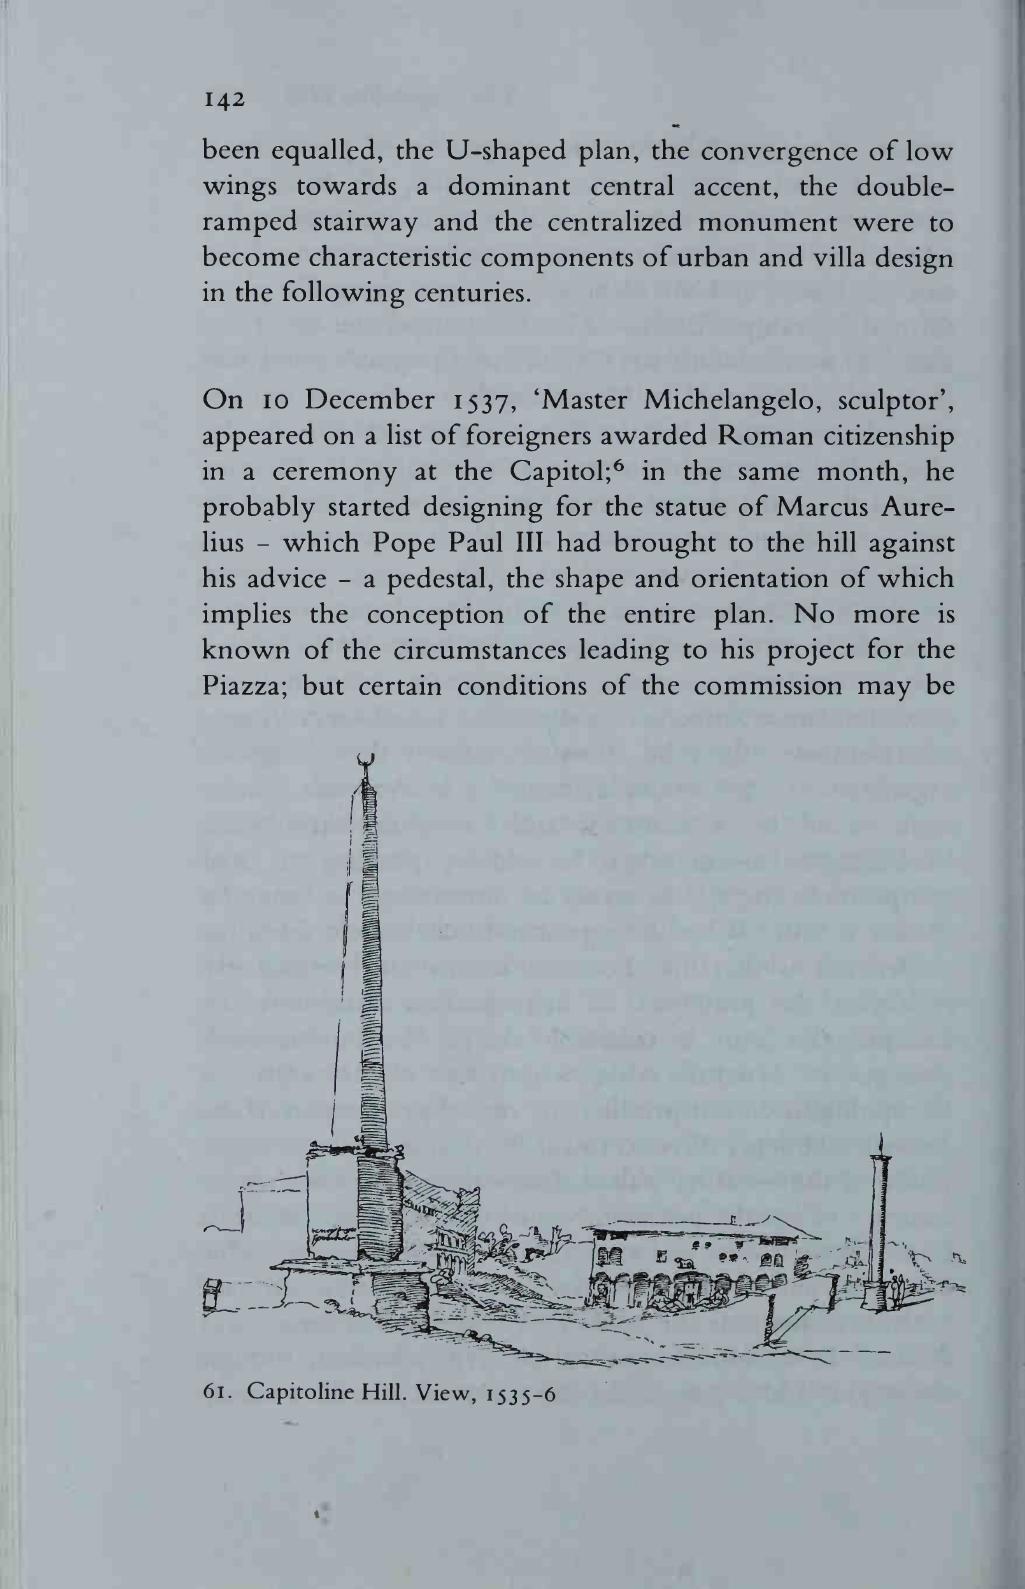 142
been equalled, the U-shaped plan, the convergence of low
wings towards a dominant central accent, the double-
ramped stairway and the centralized monument were to
become characteristic components of urban and villa design
in the following centuries.
On 10 December 1537, ‘Master Michelangelo, sculptor’,
appeared on a list of foreigners awarded Roman citizenship
in a ceremony at the Capitol;⁶ in the same month, he
probably started designing for the statue of Marcus Aure-
lius – which Pope Paul III had brought to the hill against
his advice – a pedestal, the shape and orientation of which
implies the conception of the entire plan. No more is
known of the circumstances leading to his project for the
Piazza; but certain conditions of the commission may be
61. Capitoline Hill. View, 1535-6